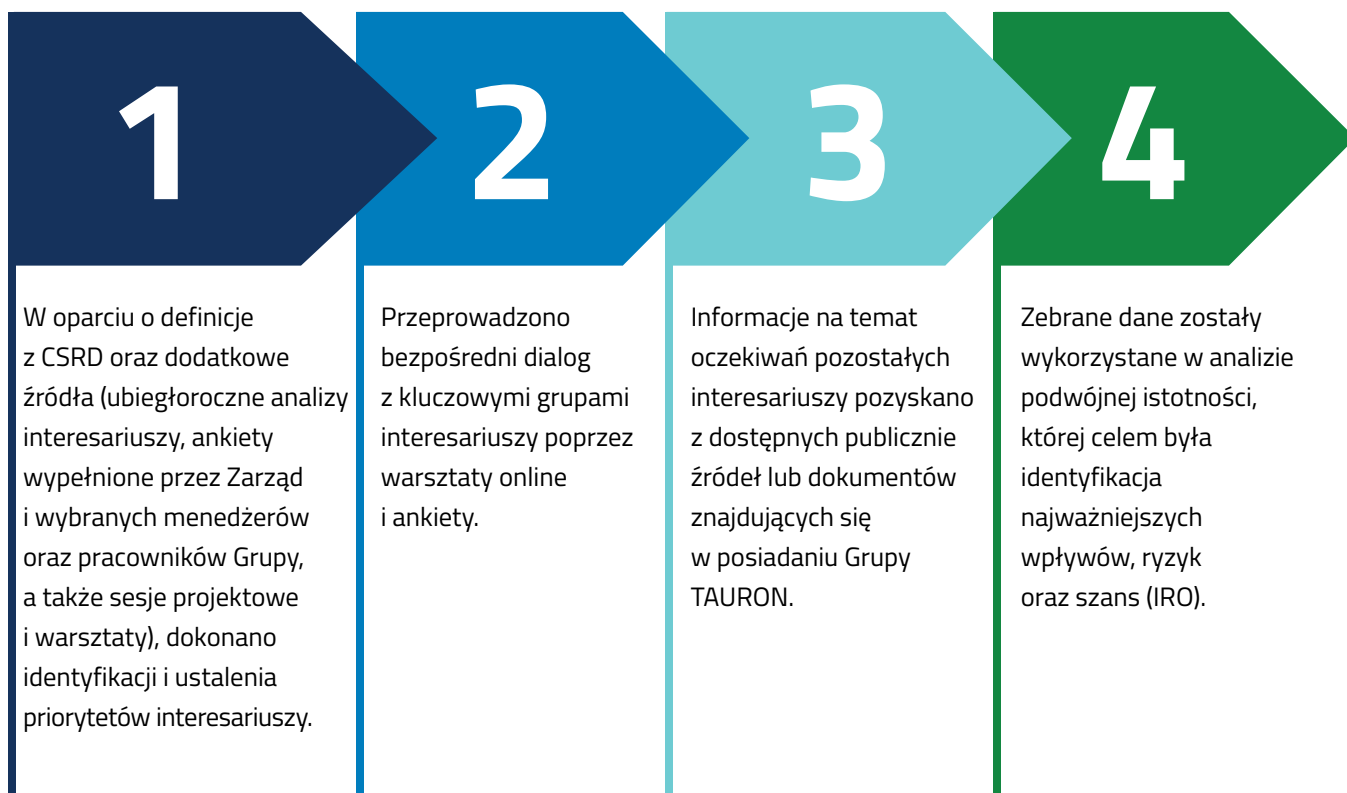 1
W oparciu o definicje
z CSRD oraz dodatkowe
źródła (ubiegłoroczne analizy
interesariuszy, ankiety
wypełnione przez Zarząd
i wybranych menedżerów
oraz pracowników Grupy,
a także sesje projektowe
i warsztaty), dokonano
identyfikacji i ustalenia
priorytetów interesariuszy.
2
Przeprowadzono
bezpośredni dialog
z kluczowymi grupami
interesariuszy poprzez
warsztaty online
i ankiety.
3
Informacje na temat
oczekiwań pozostałych
interesariuszy pozyskano
z dostępnych publicznie
źródeł lub dokumentów
znajdujących się
w posiadaniu Grupy
TAURON.
4
Zebrane dane zostały
wykorzystane w analizie
podwójnej istotności,
której celem była
identyfikacja
najważniejszych
wpływów, ryzyk
oraz szans (IRO).